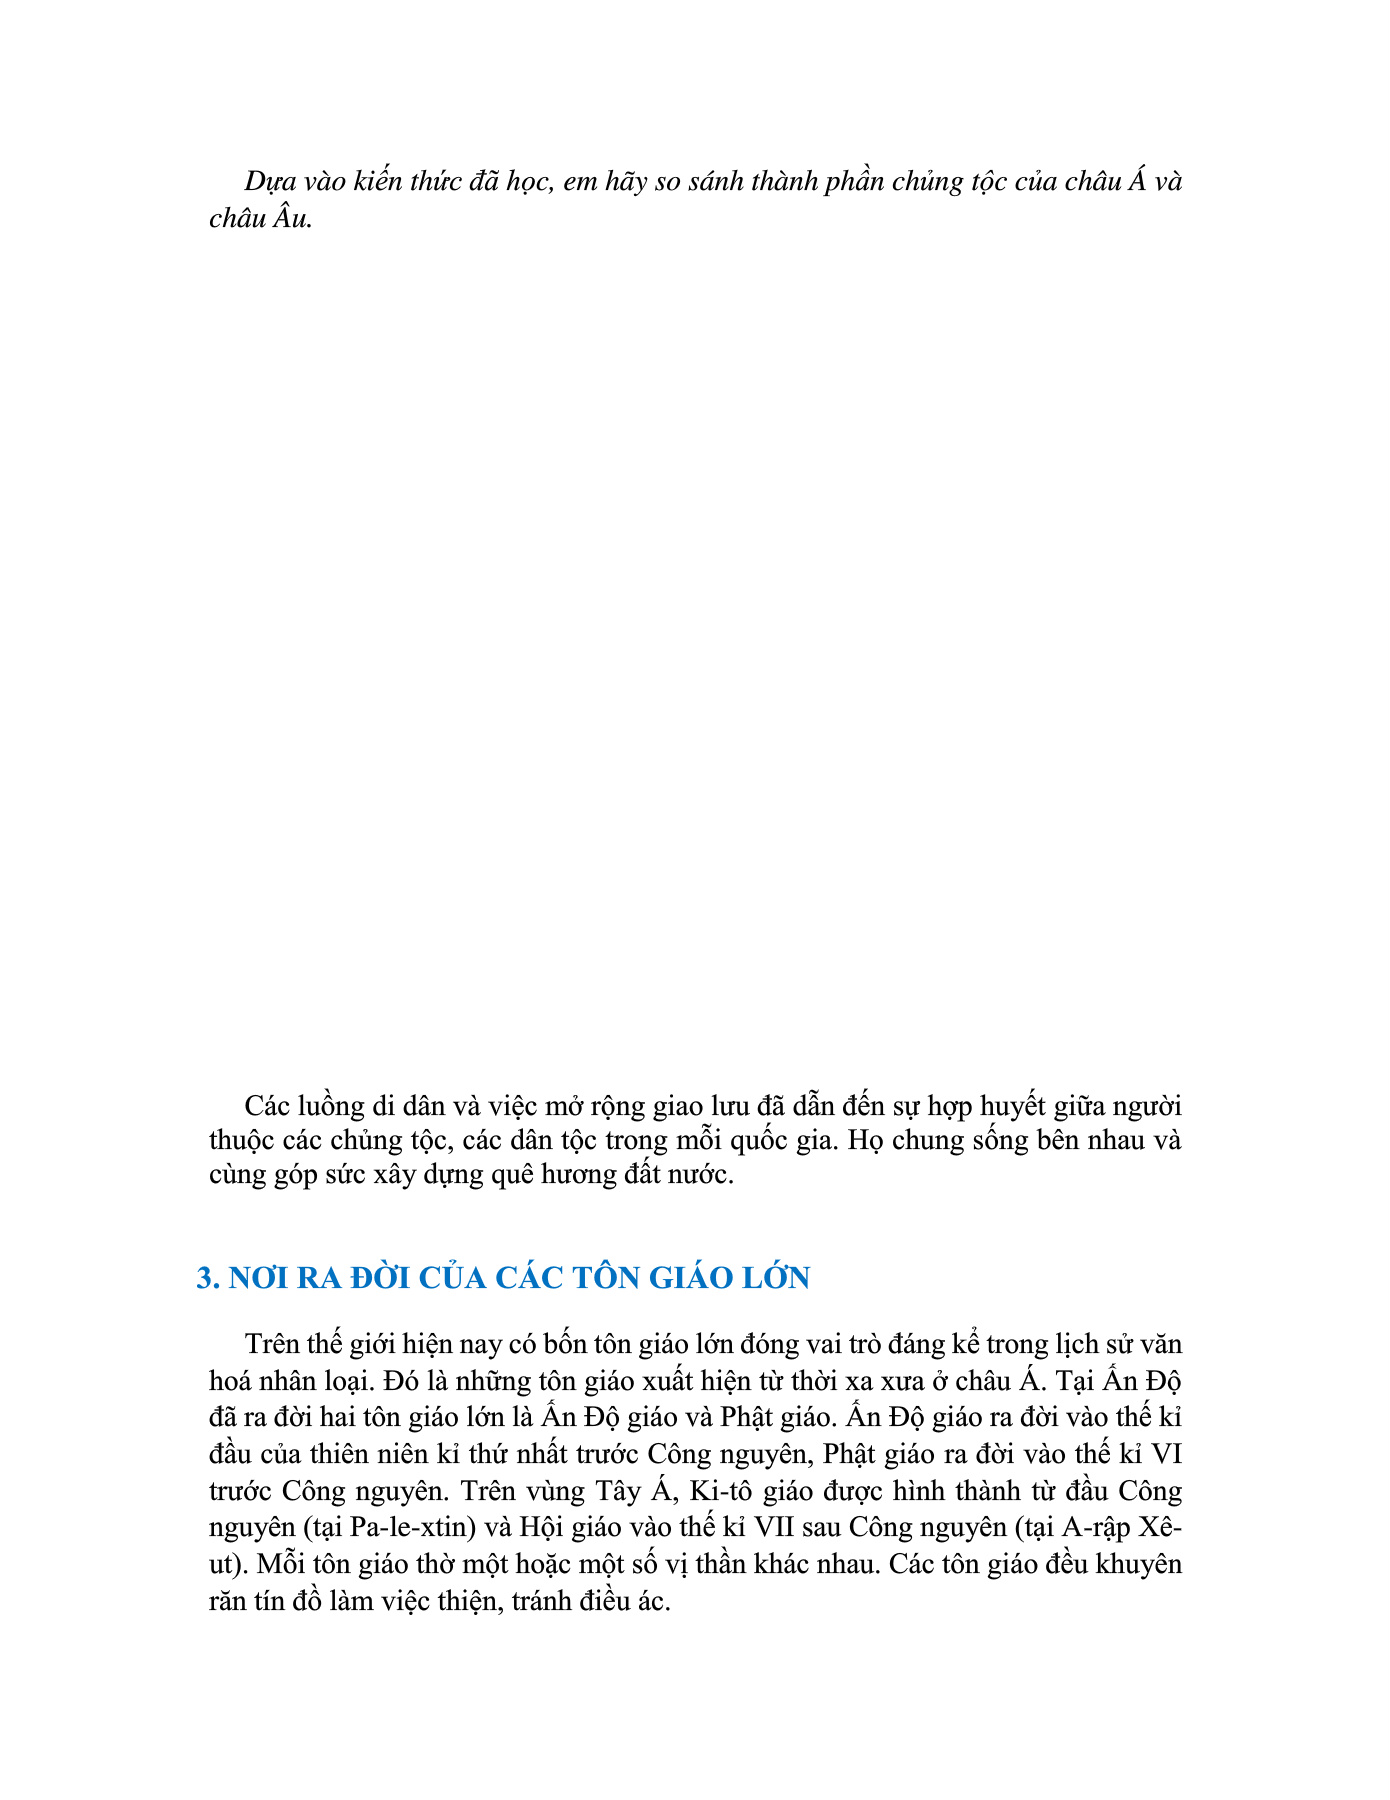 Dựa vào kiến thức đã học, em hãy so sánh thành phần chủng tộc của châu Á và
châu Âu.
Các luồng di dân và việc mở rộng giao lưu đã dẫn đến sự hợp huyết giữa người
thuộc các chủng tộc, các dân tộc trong mỗi quốc gia. Họ chung sống bên nhau và
cùng góp sức xây dựng quê hương đất nước.
3. NƠI RA ĐỜI CỦA CÁC TÔN GIÁO LỚN
Trên thế giới hiện nay có bốn tôn giáo lớn đóng vai trò đáng kể trong lịch sử văn
hoá nhân loại. Đó là những tôn giáo xuất hiện từ thời xa xưa ở châu Á. Tại Ấn Độ
đã ra đời hai tôn giáo lớn là Ấn Độ giáo và Phật giáo. Ấn Độ giáo ra đời vào thế kỉ
đầu của thiên niên kỉ thứ nhất trước Công nguyên, Phật giáo ra đời vào thế kỉ VI
trước Công nguyên. Trên vùng Tây Á, Ki-tô giáo được hình thành từ đầu Công
nguyên (tại Pa-le-xtin) và Hội giáo vào thế kỉ VII sau Công nguyên (tại A-rập Xê-
ut). Mỗi tôn giáo thờ một hoặc một số vị thần khác nhau. Các tôn giáo đều khuyên
răn tín đồ làm việc thiện, tránh điều ác.